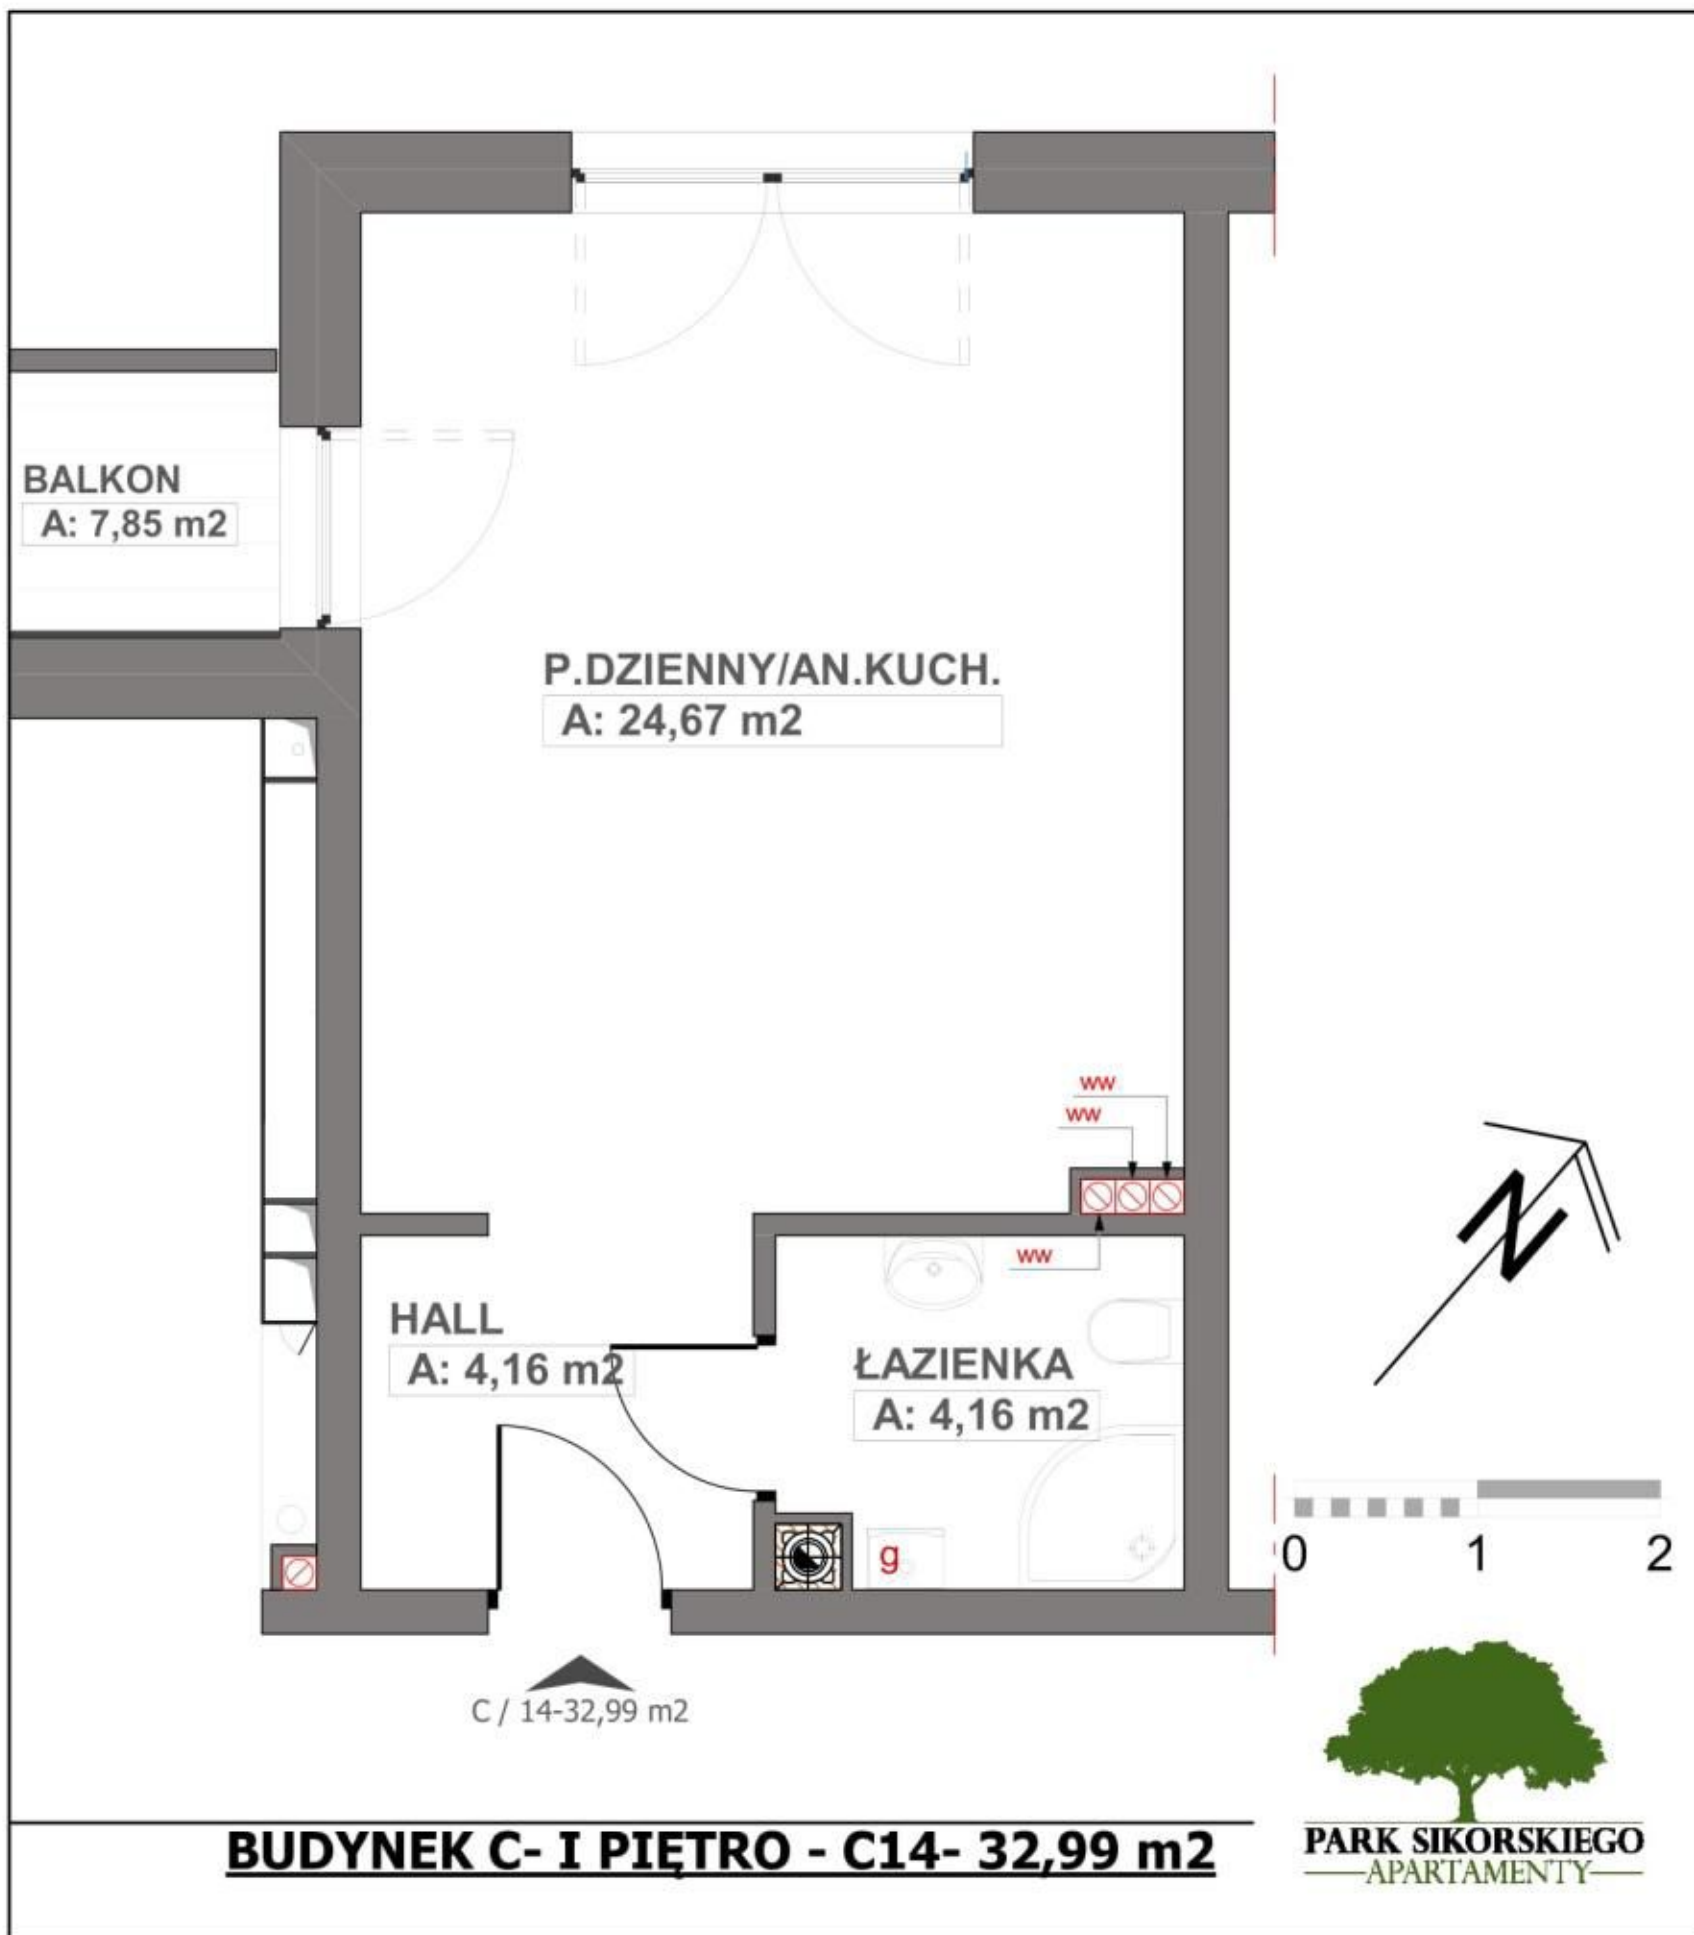 BALKON
A: 7,85 m2
P.DZIENNY/AN.KUCH.
A: 24,67 m2
ww
ww
ww
HALL
A: 4,16 m2
ŁAZIENKA
A: 4,16 m2
g
N
0 1 2
C / 14-32,99 m2
BUDYNEK C- I PIĘTRO - C14- 32,99 m2
PARK SIKORSKIEGO
APARTAMENTY